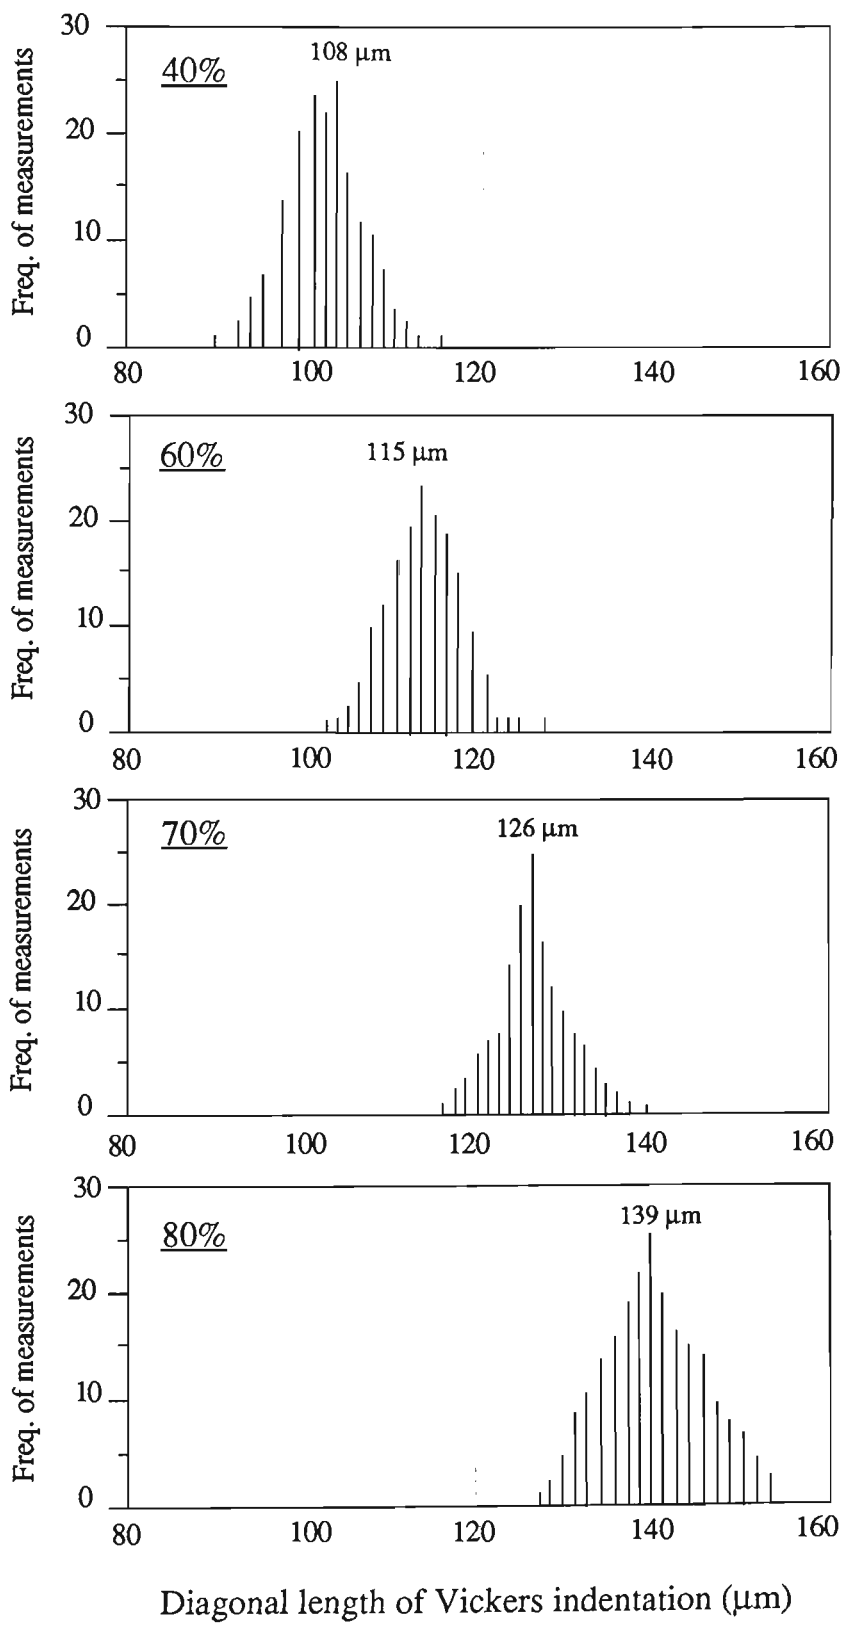 30
108 μm
40%
20
10
0
Freq. of measurements
80 100 120 140 160
30
115 μm
60%
20
10
0
Freq. of measurements
80 100 120 140 160
30
126 μm
70%
20
10
0
Freq. of measurements
80 100 120 140 160
30
139 μm
80%
20
10
0
Freq. of measurements
80 100 120 140 160
Diagonal length of Vickers indentation (μm)